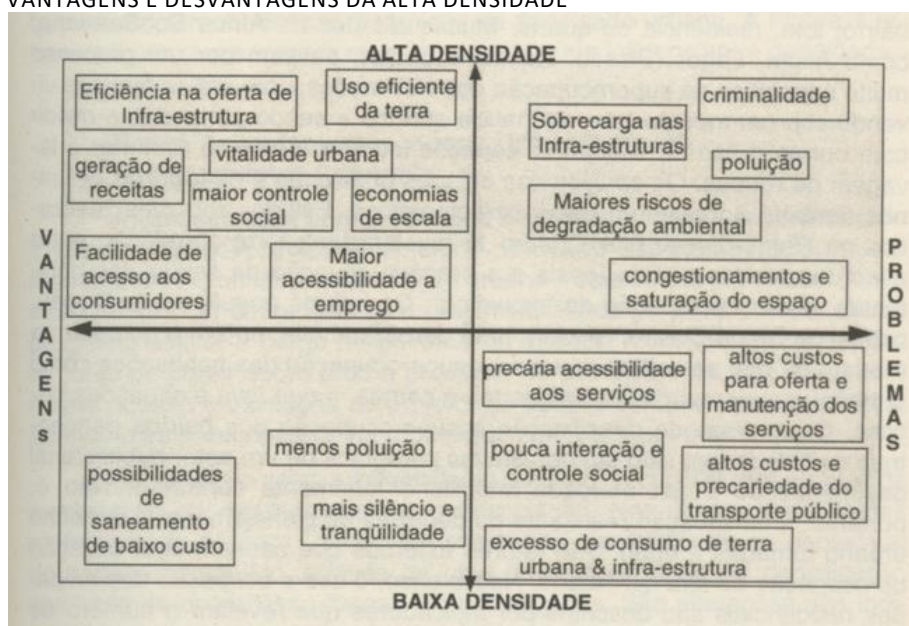 VANTAGENS E DESVANTAGENS DA ALTA DENSIDADE
ALTA DENSIDADE
Eficiência na oferta de
Infra-estrutura
Uso eficiente
da terra
geração de
receitas
vitalidade urbana
maior controle
social
economias
de escala
Facilidade de
acesso aos
consumidores
Maior
acessibilidade a
emprego
criminalidade
Sobrecarga nas
Infra-estruturas
poluição
Maiores riscos de
degradação ambiental
congestionamentos e
saturação do espaço
VANTAGENS
PROBLEMAS
menos poluição
possibilidades
de
saneamento
de baixo custo
mais silêncio e
tranqüilidade
precária acessibilidade
aos serviços
altos custos
para oferta e
manutenção dos
serviços
pouca interação e
controle social
altos custos e
precariedade do
transporte público
excesso de consumo de terra
urbana & infra-estrutura
BAIXA DENSIDADE